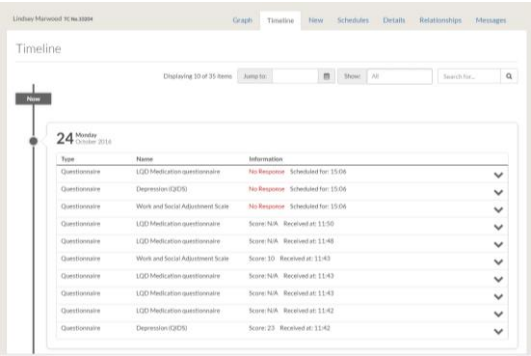 Lindsey Marwood TC No. 33204 Graph Timeline New Schedules Details Relationships Messages
Timeline
Displaying 10 of 35 items Jump to: Show: All Search for...
Now
24 Monday
October 2016
Type Name Information
Questionnaire LQD Medication questionnaire No Response Scheduled for: 15:06
Questionnaire Depression (QIDS) No Response Scheduled for: 15:06
Questionnaire Work and Social Adjustment Scale No Response Scheduled for: 15:06
Questionnaire LQD Medication questionnaire Score: N/A Received at: 11:50
Questionnaire LQD Medication questionnaire Score: N/A Received at: 11:48
Questionnaire Work and Social Adjustment Scale Score: 10 Received at: 11:43
Questionnaire LQD Medication questionnaire Score: N/A Received at: 11:43
Questionnaire LQD Medication questionnaire Score: N/A Received at: 11:43
Questionnaire LQD Medication questionnaire Score: N/A Received at: 11:42
Questionnaire Depression (QIDS) Score: 23 Received at: 11:42